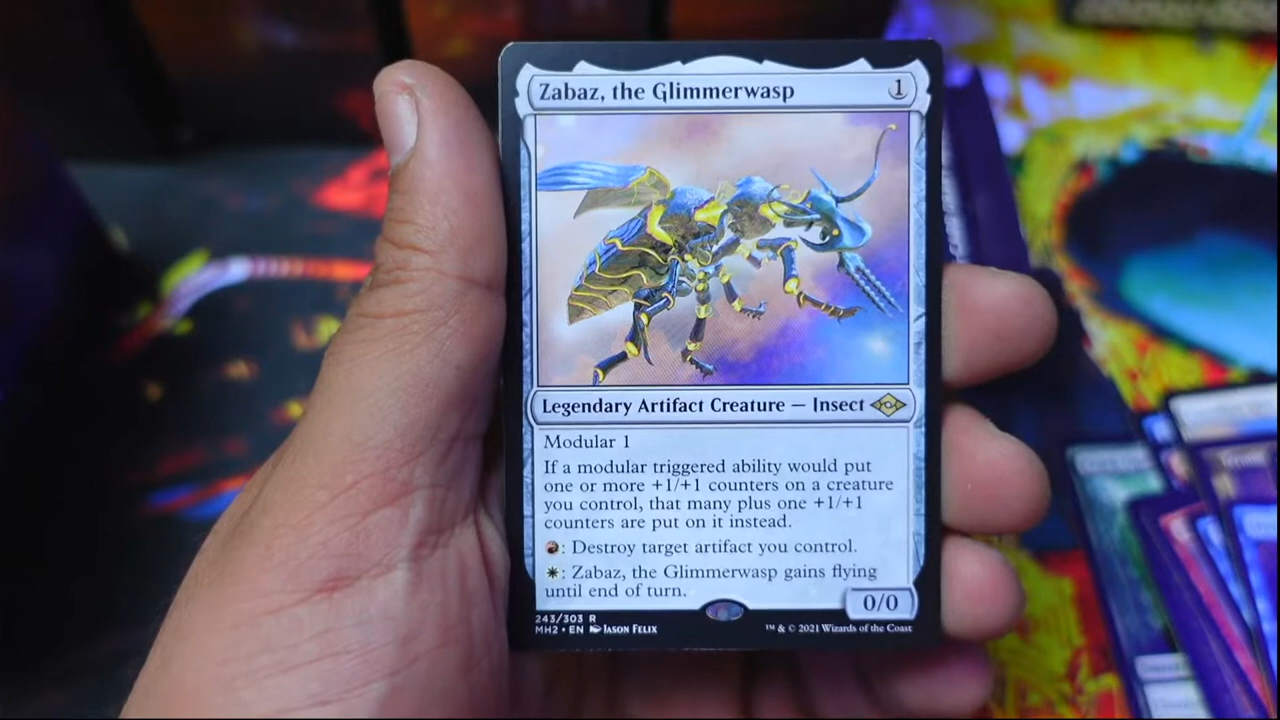 Zabaz, the Glimmerwasp 1
Legendary Artifact Creature — Insect
Modular 1
If a modular triggered ability would put
one or more +1/+1 counters on a creature
you control, that many plus one +1/+1
counters are put on it instead.
: Destroy target artifact you control.
: Zabaz, the Glimmerwasp gains flying
until end of turn.
0/0
243/303 R
MH2 • EN JASON FELIX
™ & © 2021 Wizards of the Coast